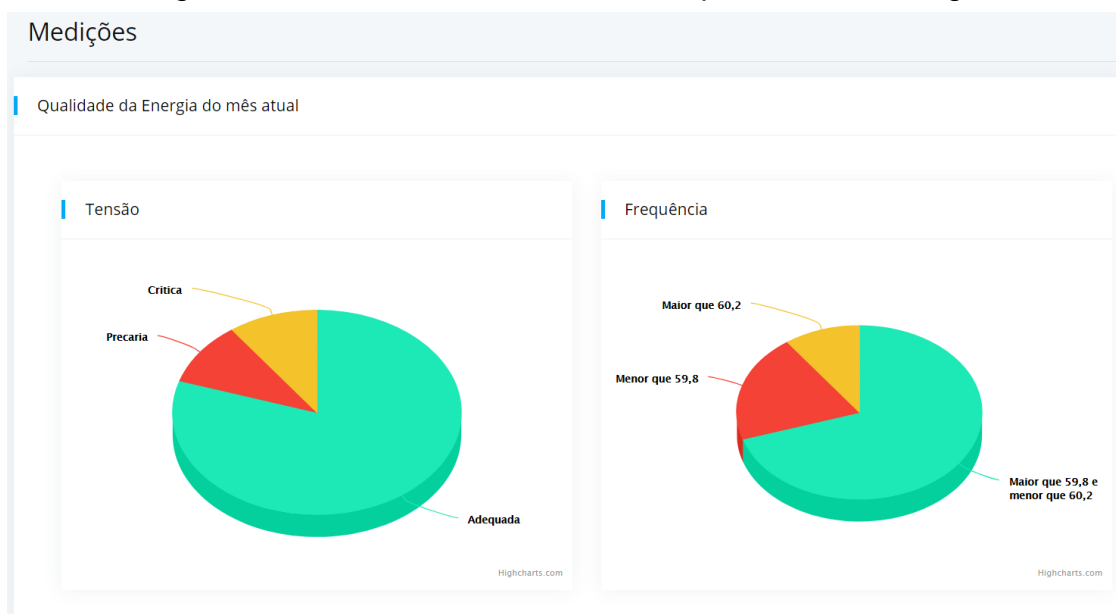 Medições
Qualidade da Energia do mês atual
Tensão
Critica
Precaria
Adequada
Highcharts.com
Frequência
Maior que 60,2
Menor que 59,8
Maior que 59,8 e
menor que 60,2
Highcharts.com